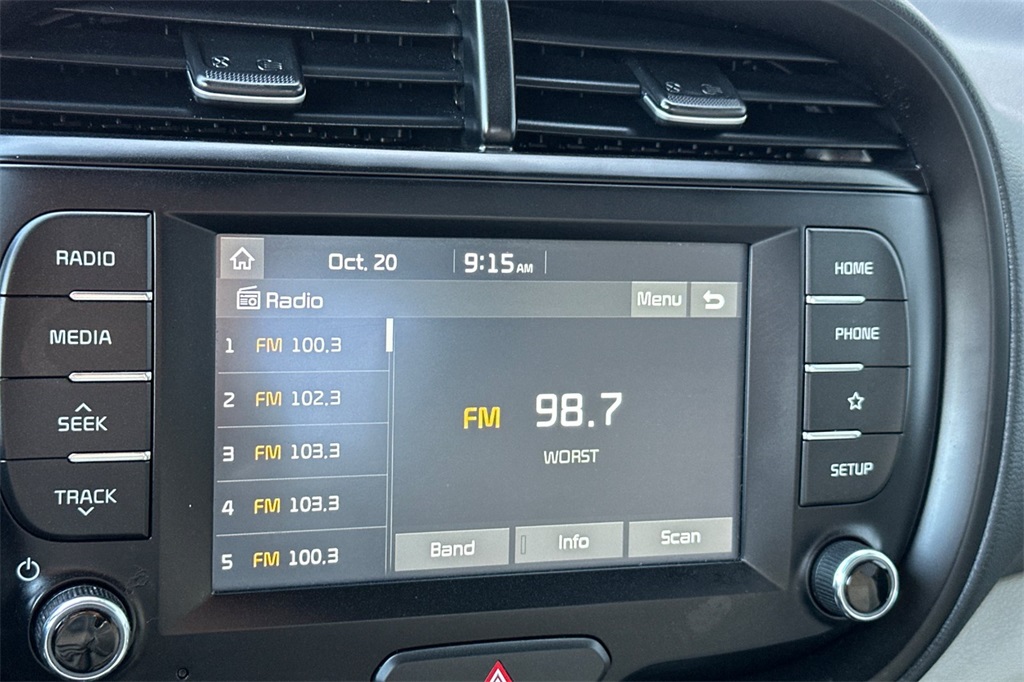 RADIO
MEDIA
SEEK
TRACK
Oct. 20 9:15 AM
Radio Menu
1 FM 100.3
2 FM 102.3
3 FM 103.3
4 FM 103.3
5 FM 100.3
FM 98.7
WORST
Band Info Scan
HOME
PHONE
SETUP